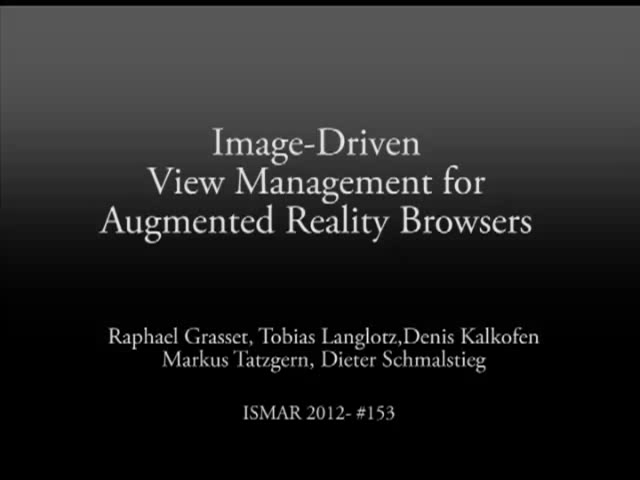 Image-Driven
View Management for
Augmented Reality Browsers
Raphael Grasset, Tobias Langlotz,Denis Kalkofen
Markus Tatzgern, Dieter Schmalstieg
ISMAR 2012- #153